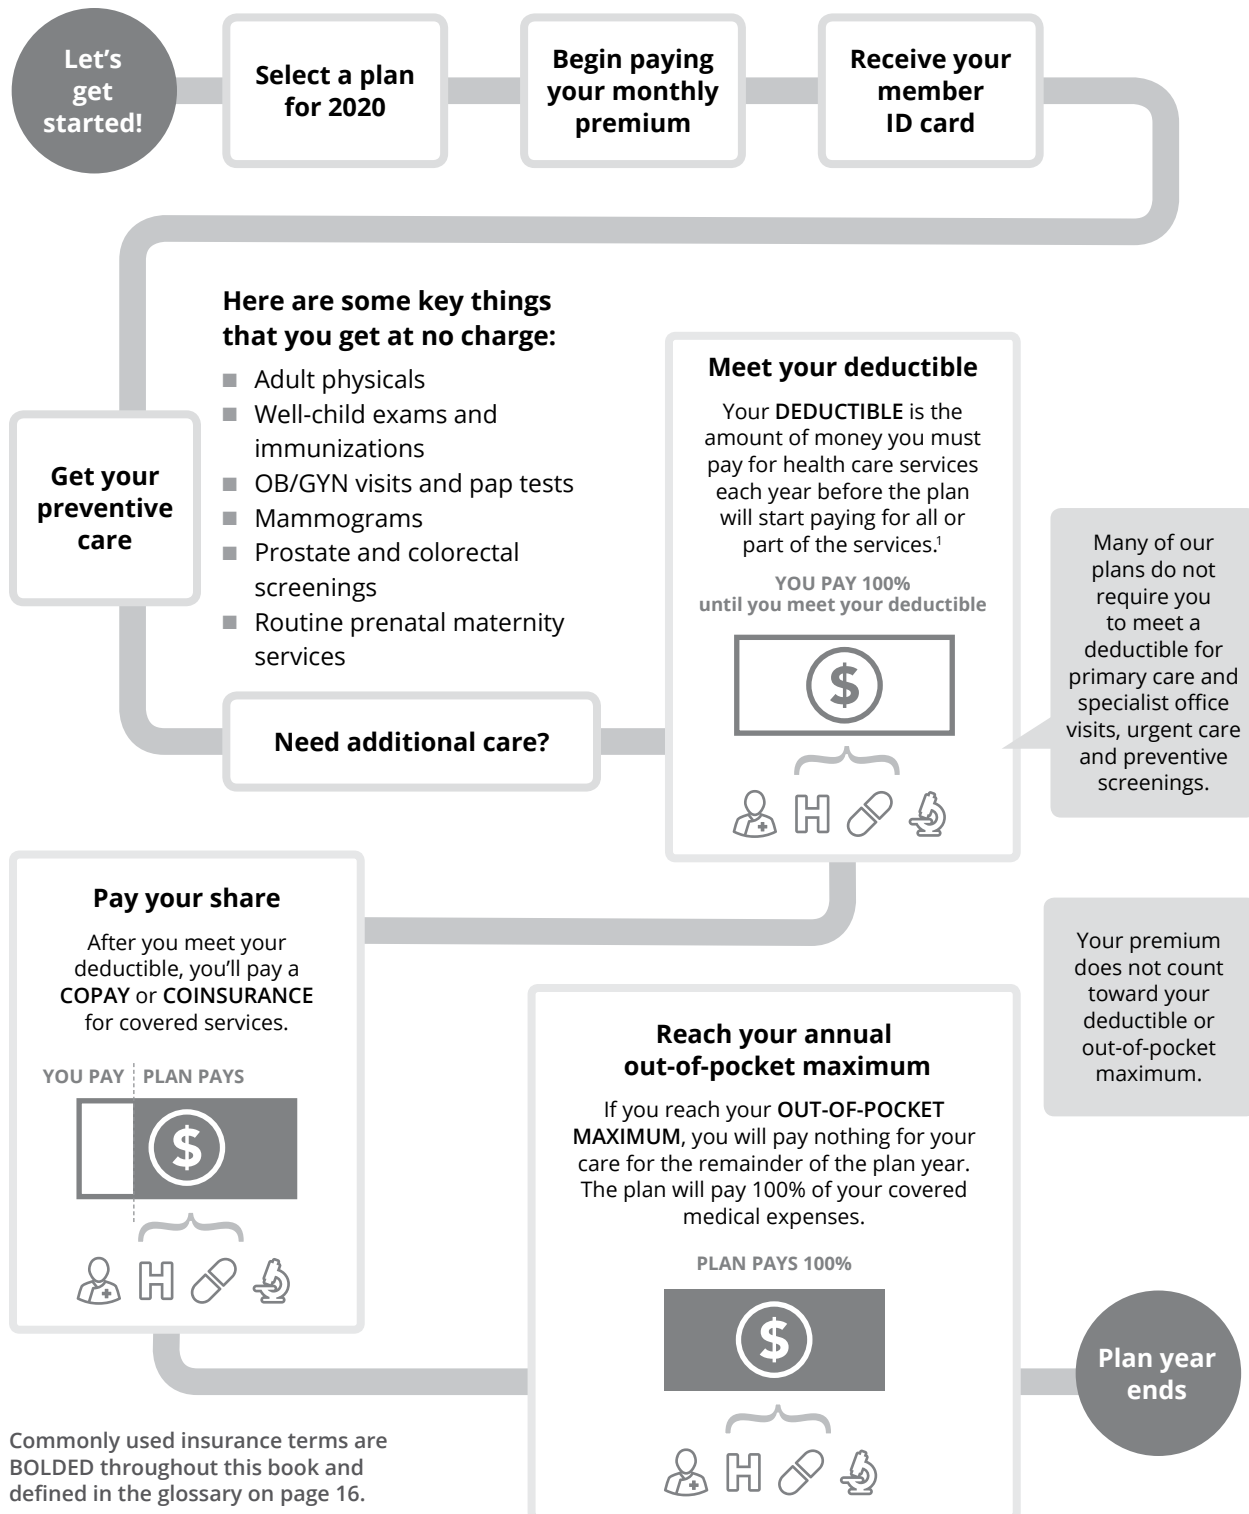 Let's
get
started!
Select a plan
for 2020
Begin paying
your monthly
premium
Receive your
member
ID card
Get your
preventive
care
Here are some key things
that you get at no charge:
■ Adult physicals
■ Well-child exams and
immunizations
■ OB/GYN visits and pap tests
■ Mammograms
■ Prostate and colorectal
screenings
■ Routine prenatal maternity
services
Need additional care?
Meet your deductible
Your DEDUCTIBLE is the
amount of money you must
pay for health care services
each year before the plan
will start paying for all or
part of the services.¹
YOU PAY 100%
until you meet your deductible
$
H
Many of our
plans do not
require you
to meet a
deductible for
primary care and
specialist office
visits, urgent care
and preventive
screenings.
Pay your share
After you meet your
deductible, you'll pay a
COPAY or COINSURANCE
for covered services.
YOU PAY PLAN PAYS
$
H
Your premium
does not count
toward your
deductible or
out-of-pocket
maximum.
Reach your annual
out-of-pocket maximum
If you reach your OUT-OF-POCKET
MAXIMUM, you will pay nothing for your
care for the remainder of the plan year.
The plan will pay 100% of your covered
medical expenses.
PLAN PAYS 100%
$
H
Plan year
ends
Commonly used insurance terms are
BOLDED throughout this book and
defined in the glossary on page 16.